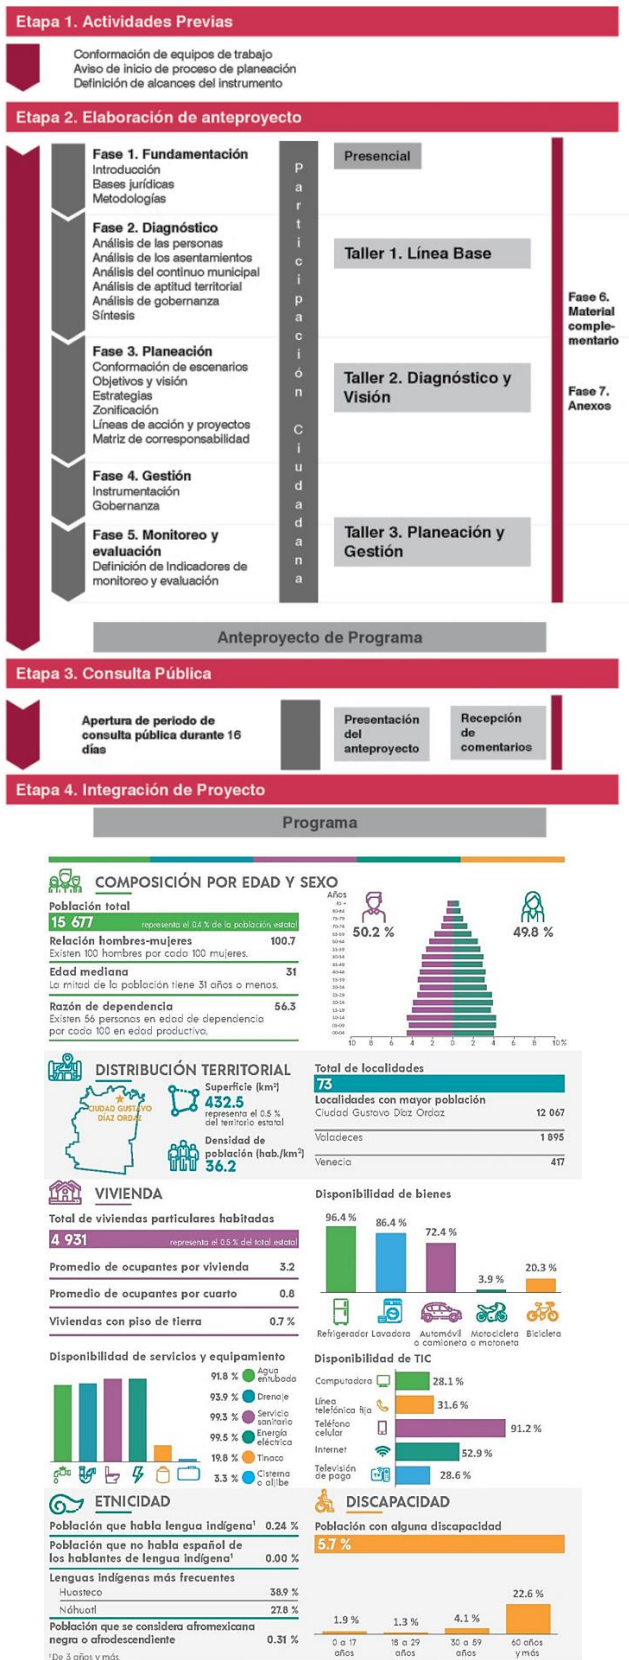 Etapa 1. Actividades Previas
Conformación de equipos de trabajo
Aviso de inicio de proceso de planeación
Definición de alcances del instrumento
Etapa 2. Elaboración de anteproyecto
Fase 1. Fundamentación
Introducción
Bases jurídicas
Metodologías
Fase 2. Diagnóstico
Análisis de las personas
Análisis de los asentamientos
Análisis del continuo municipal
Análisis de aptitud territorial
Análisis de gobernanza
Síntesis
Fase 3. Planeación
Conformación de escenarios
Objetivos y visión
Estrategias
Zonificación
Líneas de acción y proyectos
Matriz de corresponsabilidad
Fase 4. Gestión
Instrumentación
Gobernanza
Fase 5. Monitoreo y
evaluación
Definición de Indicadores de
monitoreo y evaluación
Participación Ciudadana
Presencial
Taller 1. Línea Base
Taller 2. Diagnóstico y
Visión
Taller 3. Planeación y
Gestión
Fase 6.
Material
comple-
mentario
Fase 7.
Anexos
Anteproyecto de Programa
Etapa 3. Consulta Pública
Apertura de periodo de
consulta pública durante 16
días
Presentación
del
anteproyecto
Recepción
de
comentarios
Etapa 4. Integración de Proyecto
Programa
COMPOSICIÓN POR EDAD Y SEXO
Población total
15 677 representa el 0.4 % de la población estatal
Relación hombres-mujeres 100.7
Existen 100 hombres por cada 100 mujeres.
Edad mediana 31
La mitad de la población tiene 31 años o menos.
Razón de dependencia 56.3
Existen 56 personas en edad de dependencia
por cada 100 en edad productiva.
Años
50.2 %
49.8 %
10 8 6 4 2 0 2 4 6 8 10%
DISTRIBUCIÓN TERRITORIAL
CIUDAD GUSTAVO
DÍAZ ORDAZ
Superficie (km²)
432.5
representa el 0.5 %
del territorio estatal
Densidad de
población (hab./km²)
36.2
Total de localidades
73
Localidades con mayor población
Ciudad Gustavo Díaz Ordaz 12 067
Valadeces 1 895
Venecia 417
VIVIENDA
Total de viviendas particulares habitadas
4 931 representa el 0.5 % del total estatal
Promedio de ocupantes por vivienda 3.2
Promedio de ocupantes por cuarto 0.8
Viviendas con piso de tierra 0.7 %
Disponibilidad de bienes
96.4 %
86.4 %
72.4 %
3.9 %
20.3 %
Refrigerador Lavadora Automóvil Motocicleta Bicicleta
o camioneta o motoneta
Disponibilidad de servicios y equipamiento
91.8 % Agua
entubada
93.9 % Drenaje
99.3 % Servicio
sanitario
99.5 % Energía
eléctrica
19.8 % Tinaco
3.3 % Cisterna
o aljibe
Disponibilidad de TIC
Computadora 28.1 %
Línea
telefónica fija 31.6 %
Teléfono
celular 91.2 %
Internet 52.9 %
Televisión
de paga 28.6 %
ETNICIDAD
Población que habla lengua indígena¹ 0.24 %
Población que no habla español de
los hablantes de lengua indígena¹ 0.00 %
Lenguas indígenas más frecuentes
Huasteco 38.9 %
Náhuatl 27.8 %
Población que se considera afromexicana
negra o afrodescendiente 0.31 %
¹De 3 años y más.
DISCAPACIDAD
Población con alguna discapacidad
5.7 %
1.9 %
1.3 %
4.1 %
22.6 %
0 a 17 18 a 29 30 a 59 60 años
años años años y más